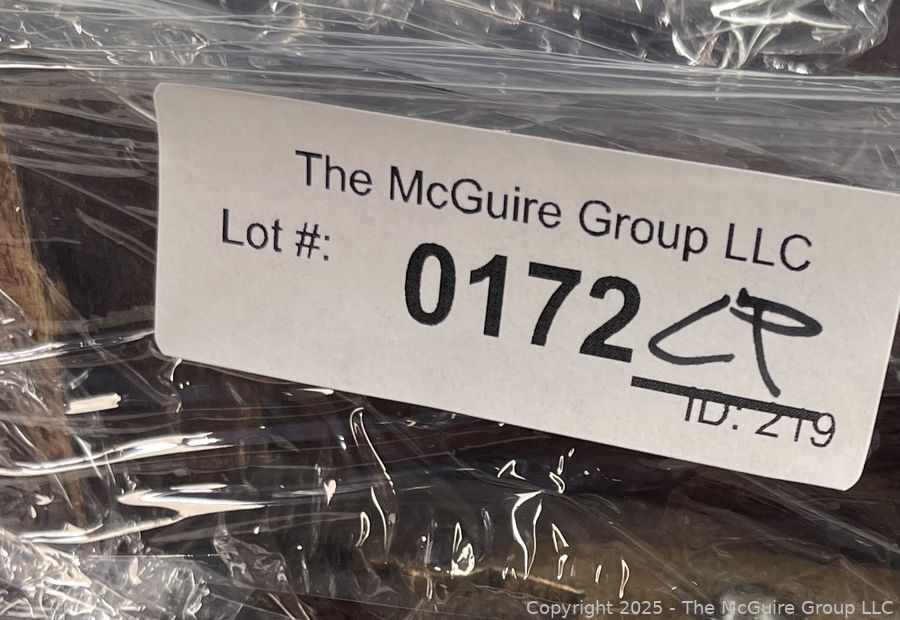 The McGuire Group LLC
Lot #: 0172 CP
ID: 219
Copyright 2025 - The McGuire Group LLC